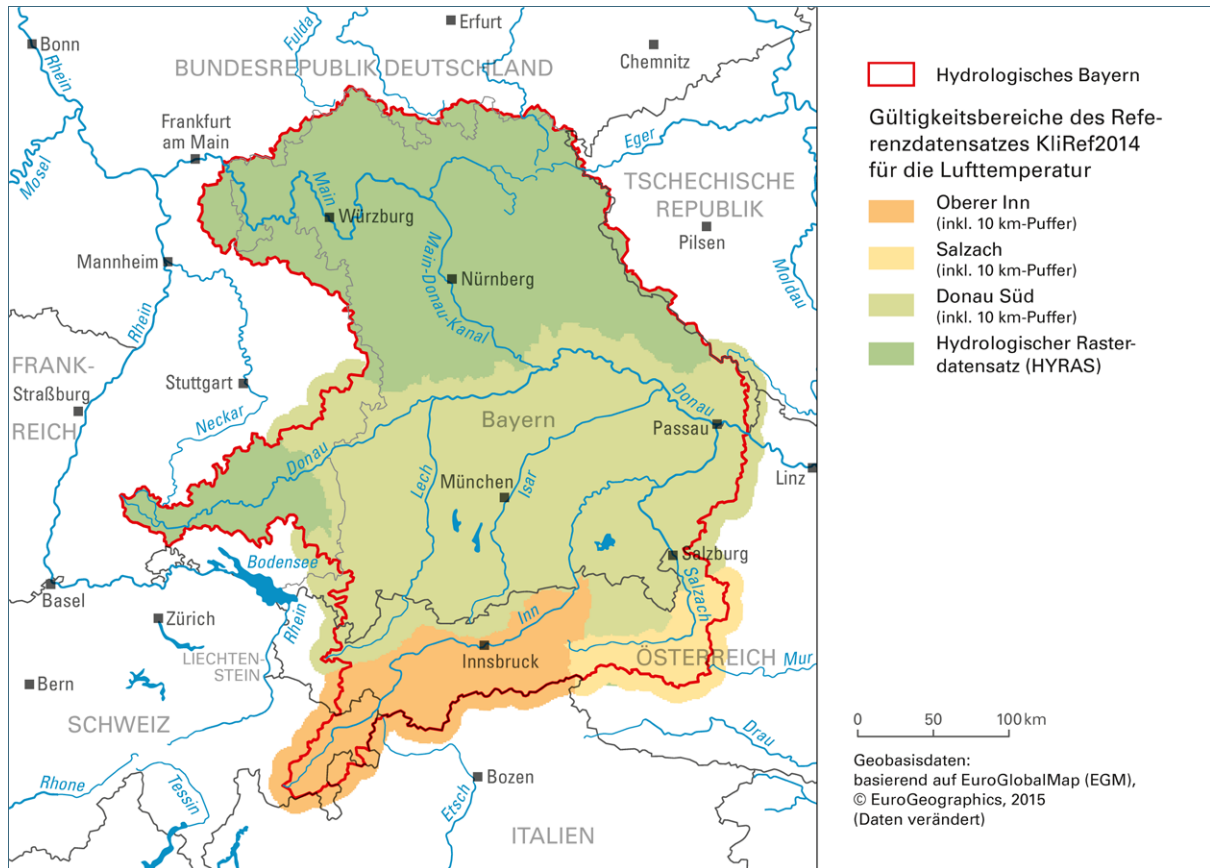 Bonn
Rhein
Fulda
Erfurt
Chemnitz
BUNDESREPUBLIK DEUTSCHLAND
Frankfurt
am Main
Mosel
Eger
TSCHECHISCHE
REPUBLIK
Pilsen
Main
Würzburg
Mannheim
Main-Donau-Kanal
Nürnberg
Moldau
Rhein
FRANK-
REICH
Straßburg
Stuttgart
Neckar
Donau
Bayern
Donau
Passau
Linz
Lech
München
Isar
Salzburg
Salzach
Bodensee
Basel
Zürich
Rhein
LIECHTEN-
STEIN
Inn
Innsbruck
ÖSTERREICH
Mur
Bern
SCHWEIZ
Drau
Rhone
Tessin
Bozen
Etsch
ITALIEN
Hydrologisches Bayern
Gültigkeitsbereiche des Refe-
renzdatensatzes KliRef2014
für die Lufttemperatur
Oberer Inn
(inkl. 10 km-Puffer)
Salzach
(inkl. 10 km-Puffer)
Donau Süd
(inkl. 10 km-Puffer)
Hydrologischer Raster-
datensatz (HYRAS)
0 50 100 km
Geobasisdaten:
basierend auf EuroGlobalMap (EGM),
© EuroGeographics, 2015
(Daten verändert)